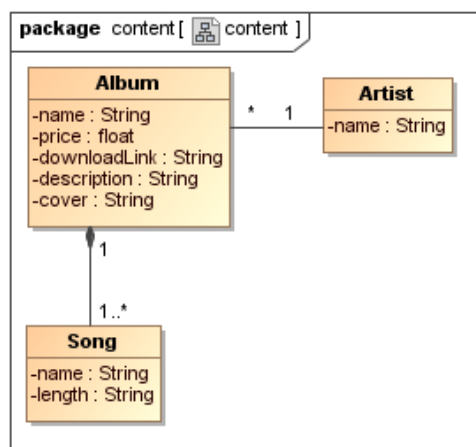 package content [ content ]
Album
-name : String
-price : float
-downloadLink : String
-description : String
-cover : String
* 1
Artist
-name : String
1
1..*
Song
-name : String
-length : String